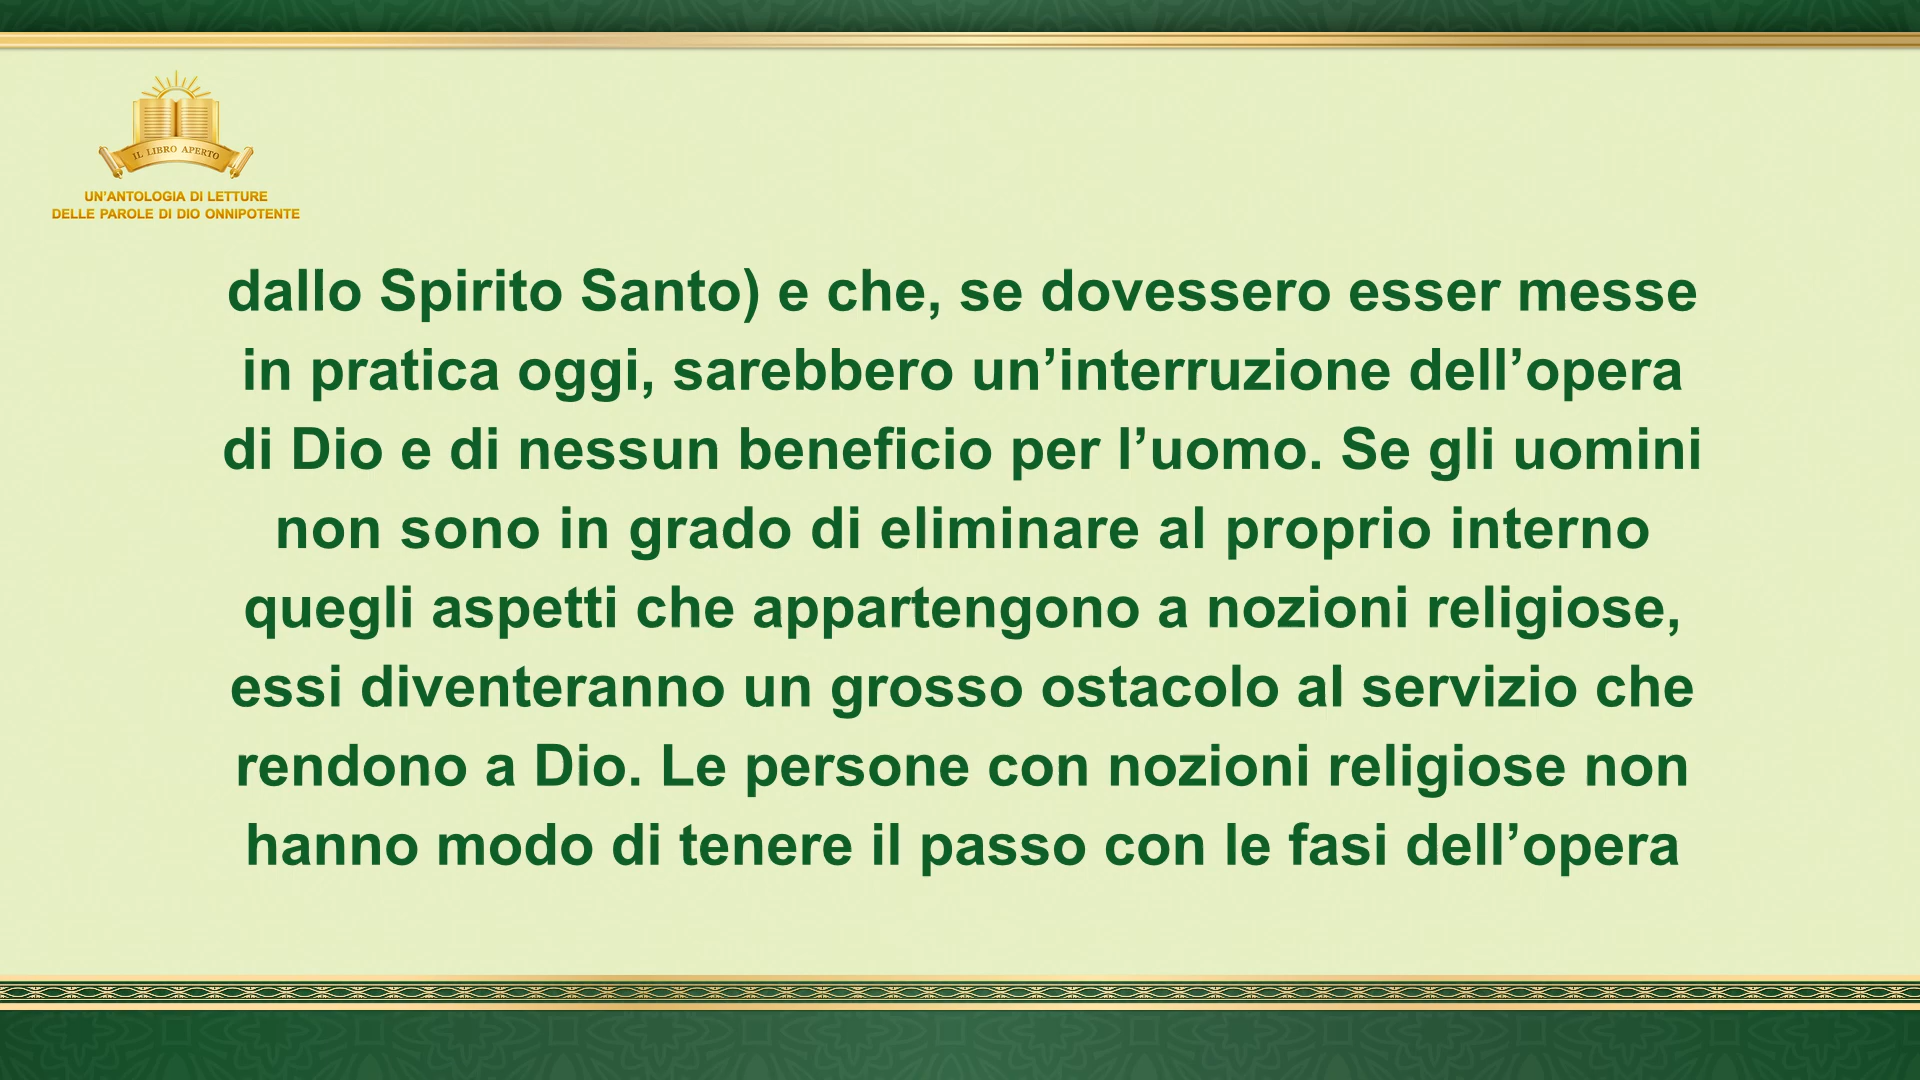 IL LIBRO APERTO
UN’ANTOLOGIA DI LETTURE
DELLE PAROLE DI DIO ONNIPOTENTE
dallo Spirito Santo) e che, se dovessero esser messe
in pratica oggi, sarebbero un’interruzione dell’opera
di Dio e di nessun beneficio per l’uomo. Se gli uomini
non sono in grado di eliminare al proprio interno
quegli aspetti che appartengono a nozioni religiose,
essi diventeranno un grosso ostacolo al servizio che
rendono a Dio. Le persone con nozioni religiose non
hanno modo di tenere il passo con le fasi dell’opera